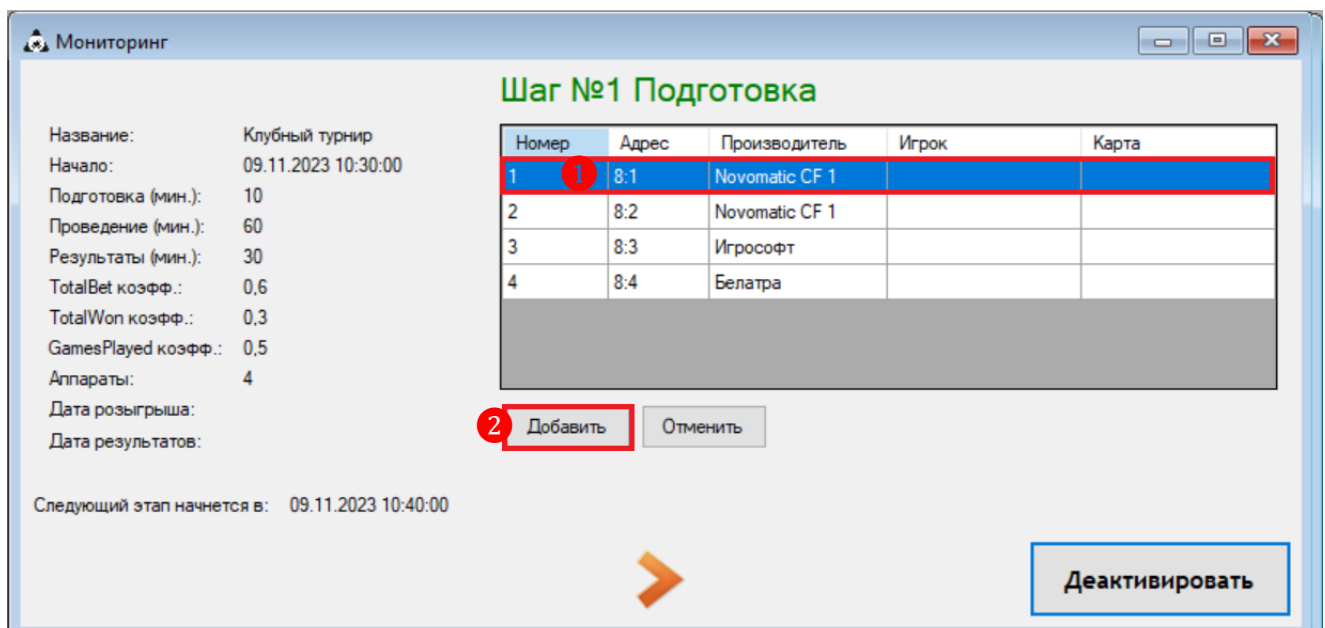 Мониторинг
Шаг №1 Подготовка
Название: Клубный турнир
Начало: 09.11.2023 10:30:00
Подготовка (мин.): 10
Проведение (мин.): 60
Результаты (мин.): 30
TotalBet коэфф.: 0,6
TotalWon коэфф.: 0,3
GamesPlayed коэфф.: 0,5
Аппараты: 4
Дата розыгрыша:
Дата результатов:
Следующий этап начнется в: 09.11.2023 10:40:00
Номер Адрес Производитель Игрок Карта
1 1 8:1 Novomatic CF 1
2 8:2 Novomatic CF 1
3 8:3 Игрософт
4 8:4 Белатра
2 Добавить Отменить
Деактивировать